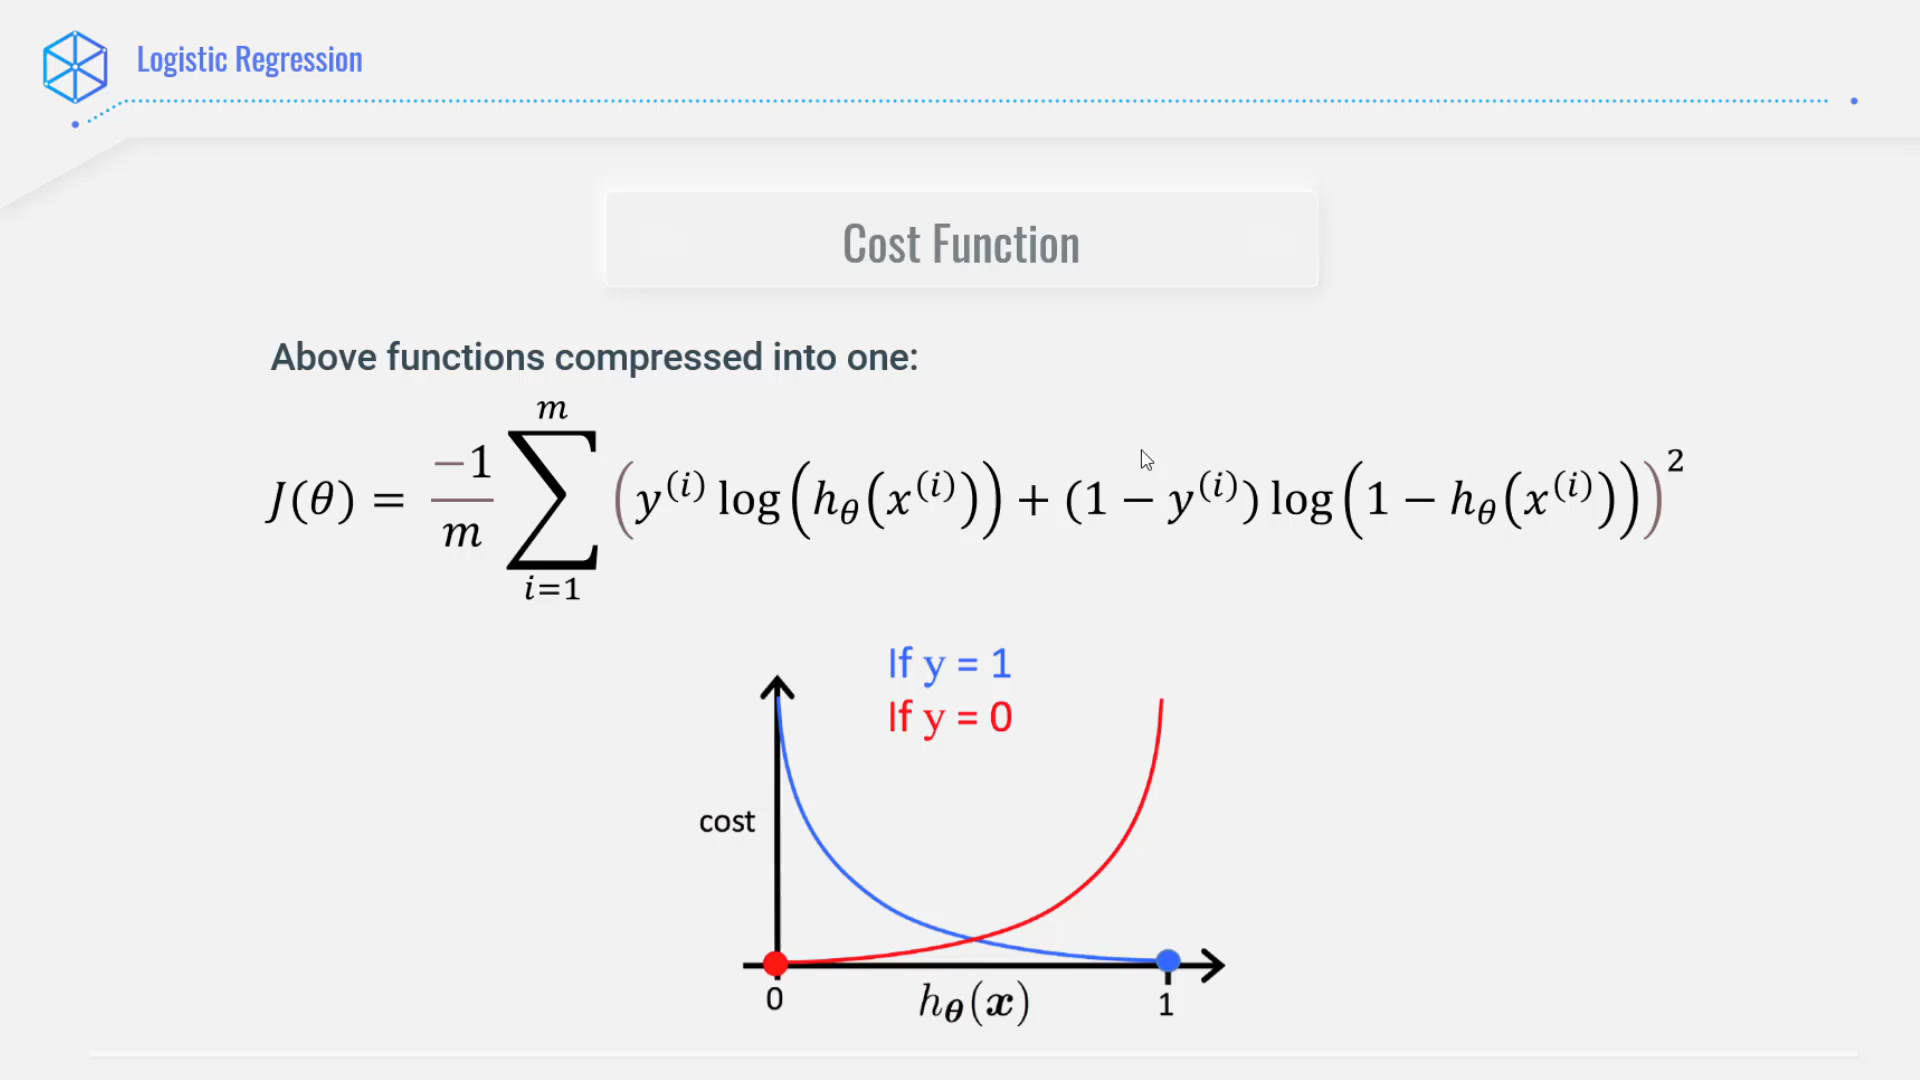 Logistic Regression
Cost Function
Above functions compressed into one:
J(θ) = −1/m ∑_{i=1}^{m} (y^{(i)} log(h_θ(x^{(i)})) + (1 − y^{(i)}) log(1 − h_θ(x^{(i)})))^2
If y = 1
If y = 0
cost
0
h_θ(x)
1